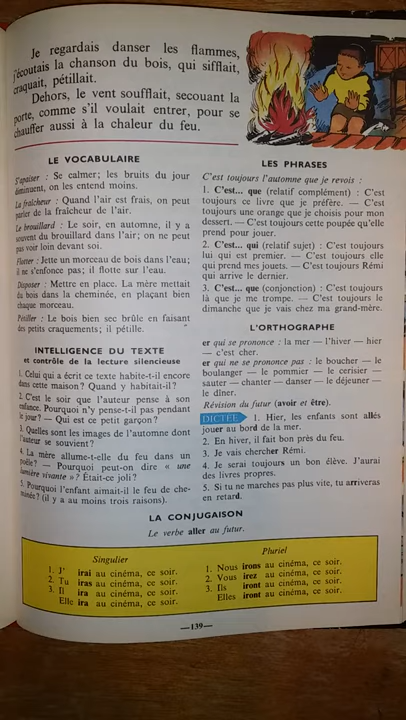 Je regardais danser les flammes,
j'écoutais la chanson du bois, qui sifflait,
craquait, pétillait.
Dehors, le vent soufflait, secouant la
porte, comme s'il voulait entrer, pour se
chauffer aussi à la chaleur du feu.
LE VOCABULAIRE
S'apaiser : Se calmer; les bruits du jour
diminuent, on les entend moins.
La fraîcheur : Quand l'air est frais, on peut
parler de la fraîcheur de l'air.
Le brouillard : Le soir, en automne, il y a
souvent du brouillard dans l'air; on ne peut
pas voir loin devant soi.
Flotter : Jette un morceau de bois dans l'eau;
il ne s'enfonce pas; il flotte sur l'eau.
Disposer : Mettre en place. La mère mettait
du bois dans la cheminée, en plaçant bien
chaque morceau.
Pétiller : Le bois bien sec brûle en faisant
des petits craquements; il pétille.
INTELLIGENCE DU TEXTE
et contrôle de la lecture silencieuse
1. Celui qui a écrit ce texte habite-t-il encore
dans cette maison? Quand y habitait-il?
2. C'est le soir que l'auteur pense à son
enfance. Pourquoi n'y pense-t-il pas pendant
le jour? — Qui est ce petit garçon?
3. Quelles sont les images de l'automne dont
l'auteur se souvient?
4. La mère allume-t-elle du feu dans un
poêle? — Pourquoi peut-on dire « une
lumière vivante »? Était-ce joli?
5. Pourquoi l'enfant aimait-il le feu de che-
minée? (il y a au moins trois raisons).
LES PHRASES
C'est toujours l'automne que je revois :
1. C'est... que (relatif complément) : C'est
toujours ce livre que je préfère. — C'est
toujours une orange que je choisis pour mon
dessert. — C'est toujours cette poupée qu'elle
prend pour jouer.
2. C'est... qui (relatif sujet) : C'est toujours
lui qui est premier. — C'est toujours elle
qui prend mes jouets. — C'est toujours Rémi
qui arrive le dernier.
3. C'est... que (conjonction) : C'est toujours
là que je me trompe. — C'est toujours le
dimanche que je vais chez ma grand-mère.
L'ORTHOGRAPHE
er qui se prononce : la mer — l'hiver — hier
— c'est cher.
er qui ne se prononce pas : le boucher — le
boulanger — le pommier — le cerisier —
sauter — chanter — danser — le déjeuner —
le dîner.
Révision du futur (avoir et être).
DICTÉE 1. Hier, les enfants sont allés
jouer au bord de la mer.
2. En hiver, il fait bon près du feu.
3. Je vais chercher Rémi.
4. Je serai toujours un bon élève. J'aurai
des livres propres.
5. Si tu ne marches pas plus vite, tu arriveras
en retard.
LA CONJUGAISON
Le verbe aller au futur.
Singulier
1. J' irai au cinéma, ce soir.
2. Tu iras au cinéma, ce soir.
3. Il ira au cinéma, ce soir.
Elle ira au cinéma, ce soir.
Pluriel
1. Nous irons au cinéma, ce soir.
2. Vous irez au cinéma, ce soir.
3. Ils iront au cinéma, ce soir.
Elles iront au cinéma, ce soir.
—139—